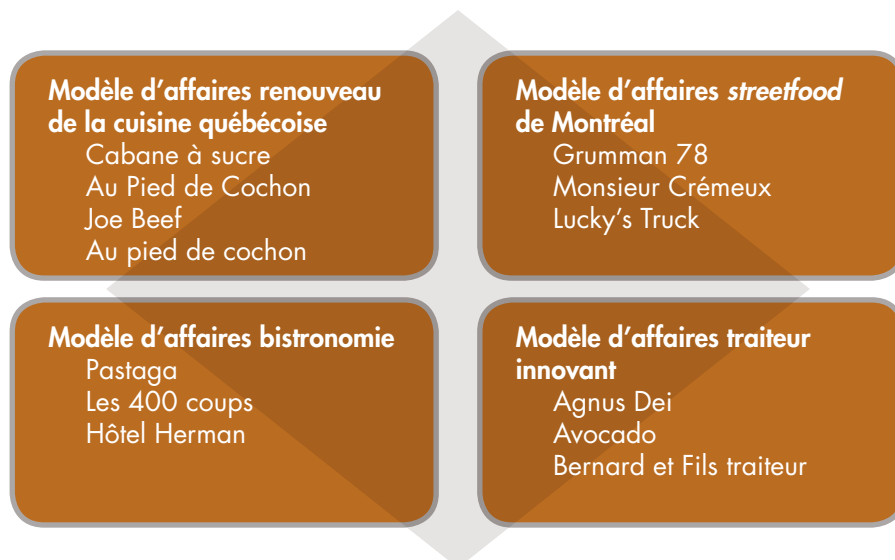 Modèle d’affaires renouveau
de la cuisine québécoise
Cabane à sucre
Au Pied de Cochon
Joe Beef
Au pied de cochon
Modèle d’affaires streetfood
de Montréal
Grumman 78
Monsieur Crémeux
Lucky’s Truck
Modèle d’affaires bistronomie
Pastaga
Les 400 coups
Hôtel Herman
Modèle d’affaires traiteur
innovant
Agnus Dei
Avocado
Bernard et Fils traiteur